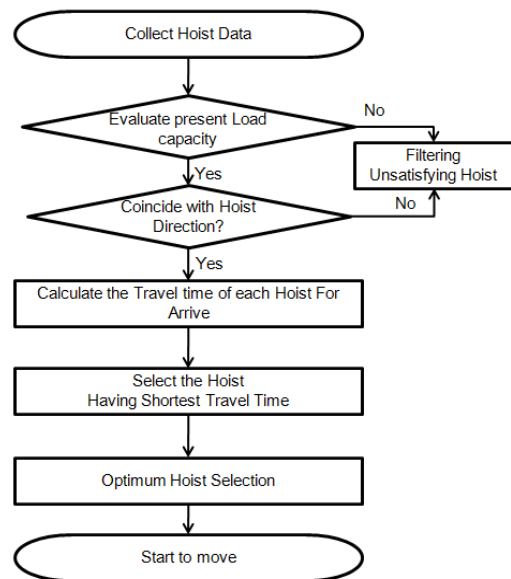 Collect Hoist Data
No
Evaluate present Load
capacity
Filtering
Unsatisfying Hoist
Yes
Coincide with Hoist
Direction?
No
Yes
Calculate the Travel time of each Hoist For
Arrive
Select the Hoist
Having Shortest Travel Time
Optimum Hoist Selection
Start to move